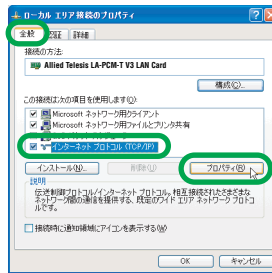 ローカル エリア接続のプロパティ
全般 認証 詳細
接続の方法:
Allied Telesis LA-PCM-T V3 LAN Card
構成(C)...
この接続は次の項目を使用します(O):
Microsoft ネットワーク用クライアント
Microsoft ネットワーク用ファイルとプリンタ共有
インターネット プロトコル (TCP/IP)
インストール(N)... 削除(U) プロパティ(R)
説明
伝送制御プロトコル/インターネット プロトコル。相互接続されたさまざまな
ネットワーク間の通信を提供する、既定のワイド エリア ネットワーク プロトコ
ルです。
接続時に通知領域にアイコンを表示する(W)
OK キャンセル